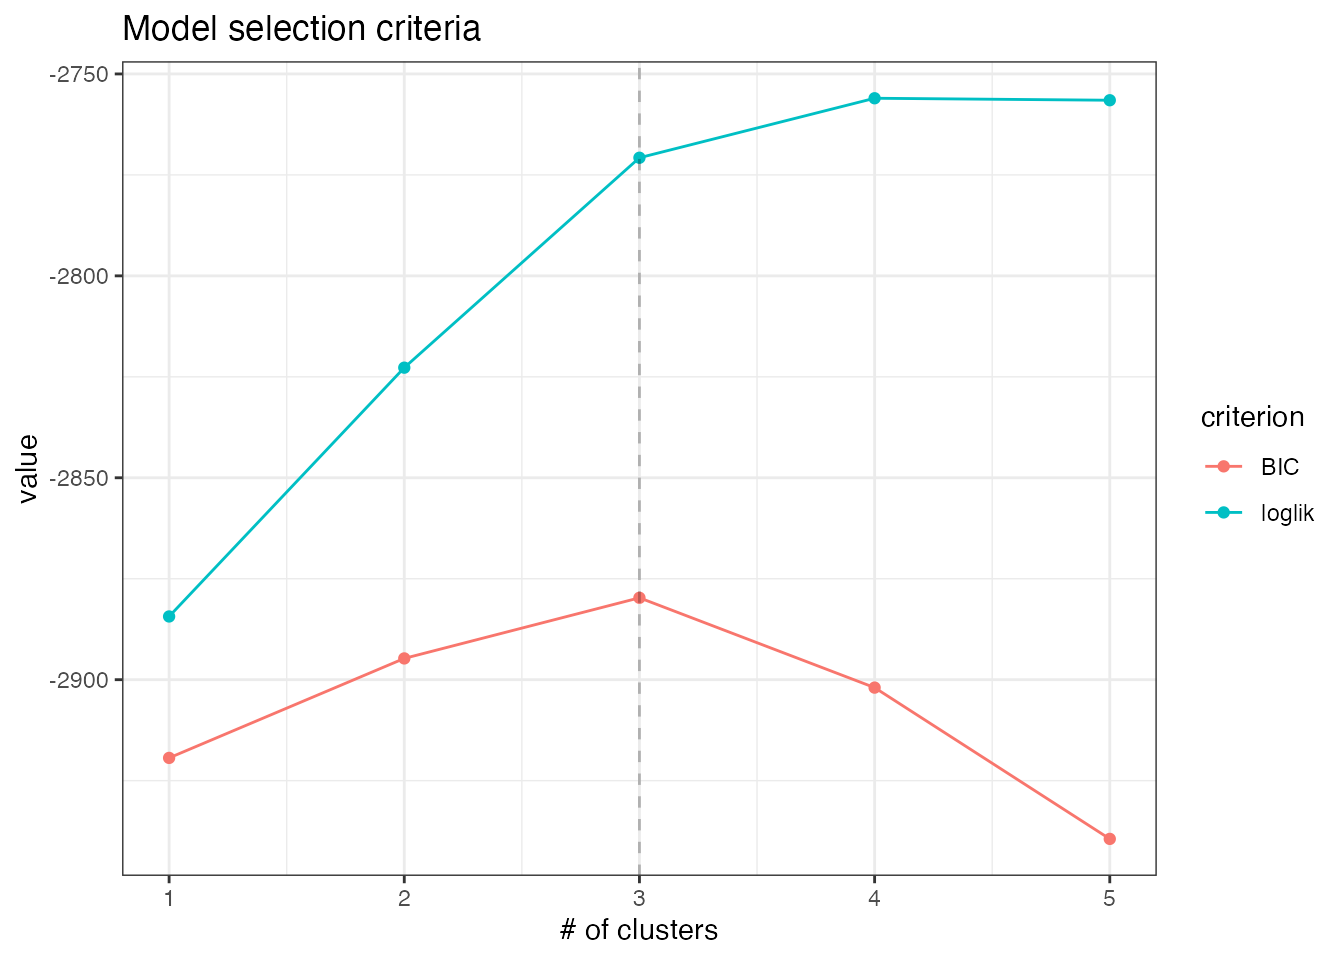 Model selection criteria
-2750
-2800
-2850
-2900
value
1 2 3 4 5
# of clusters
criterion
BIC
loglik